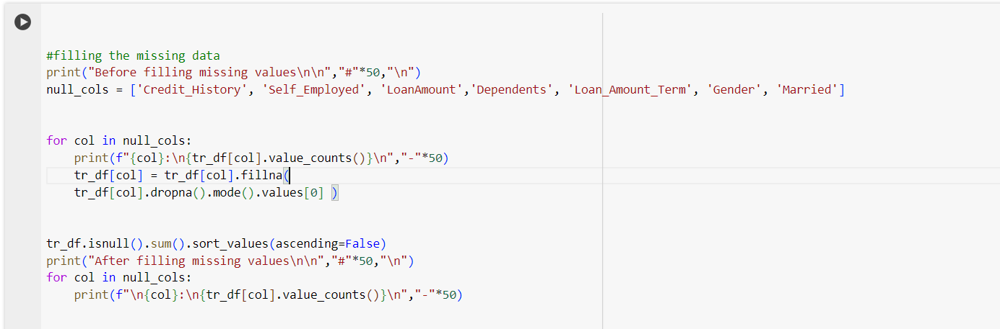 #filling the missing data
print("Before filling missing values\n\n","#"*50,"\n")
null_cols = ['Credit_History', 'Self_Employed', 'LoanAmount','Dependents', 'Loan_Amount_Term', 'Gender', 'Married']
for col in null_cols:
    print(f"{col}:\n{tr_df[col].value_counts()}\n","-"*50)
    tr_df[col] = tr_df[col].fillna(
    tr_df[col].dropna().mode().values[0] )
tr_df.isnull().sum().sort_values(ascending=False)
print("After filling missing values\n\n","#"*50,"\n")
for col in null_cols:
    print(f"\n{col}:\n{tr_df[col].value_counts()}\n","-"*50)